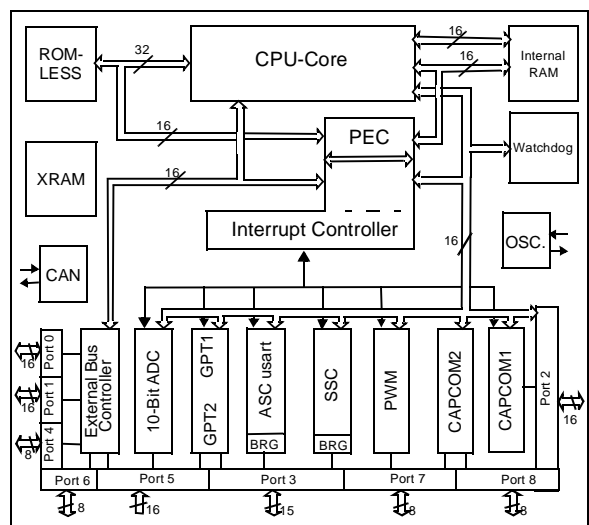 ROM-
LESS
32
CPU-Core
16
16
Internal
RAM
16
PEC
Watchdog
XRAM
16
Interrupt Controller
16
OSC.
CAN
Port 0
16
Port 1
16
Port 4
8
External Bus
Controller
10-Bit ADC
GPT1
GPT2
ASC usart
BRG
SSC
BRG
PWM
CAPCOM2
CAPCOM1
Port 2
16
Port 6
Port 5
Port 3
Port 7
Port 8
8
16
15
8
8